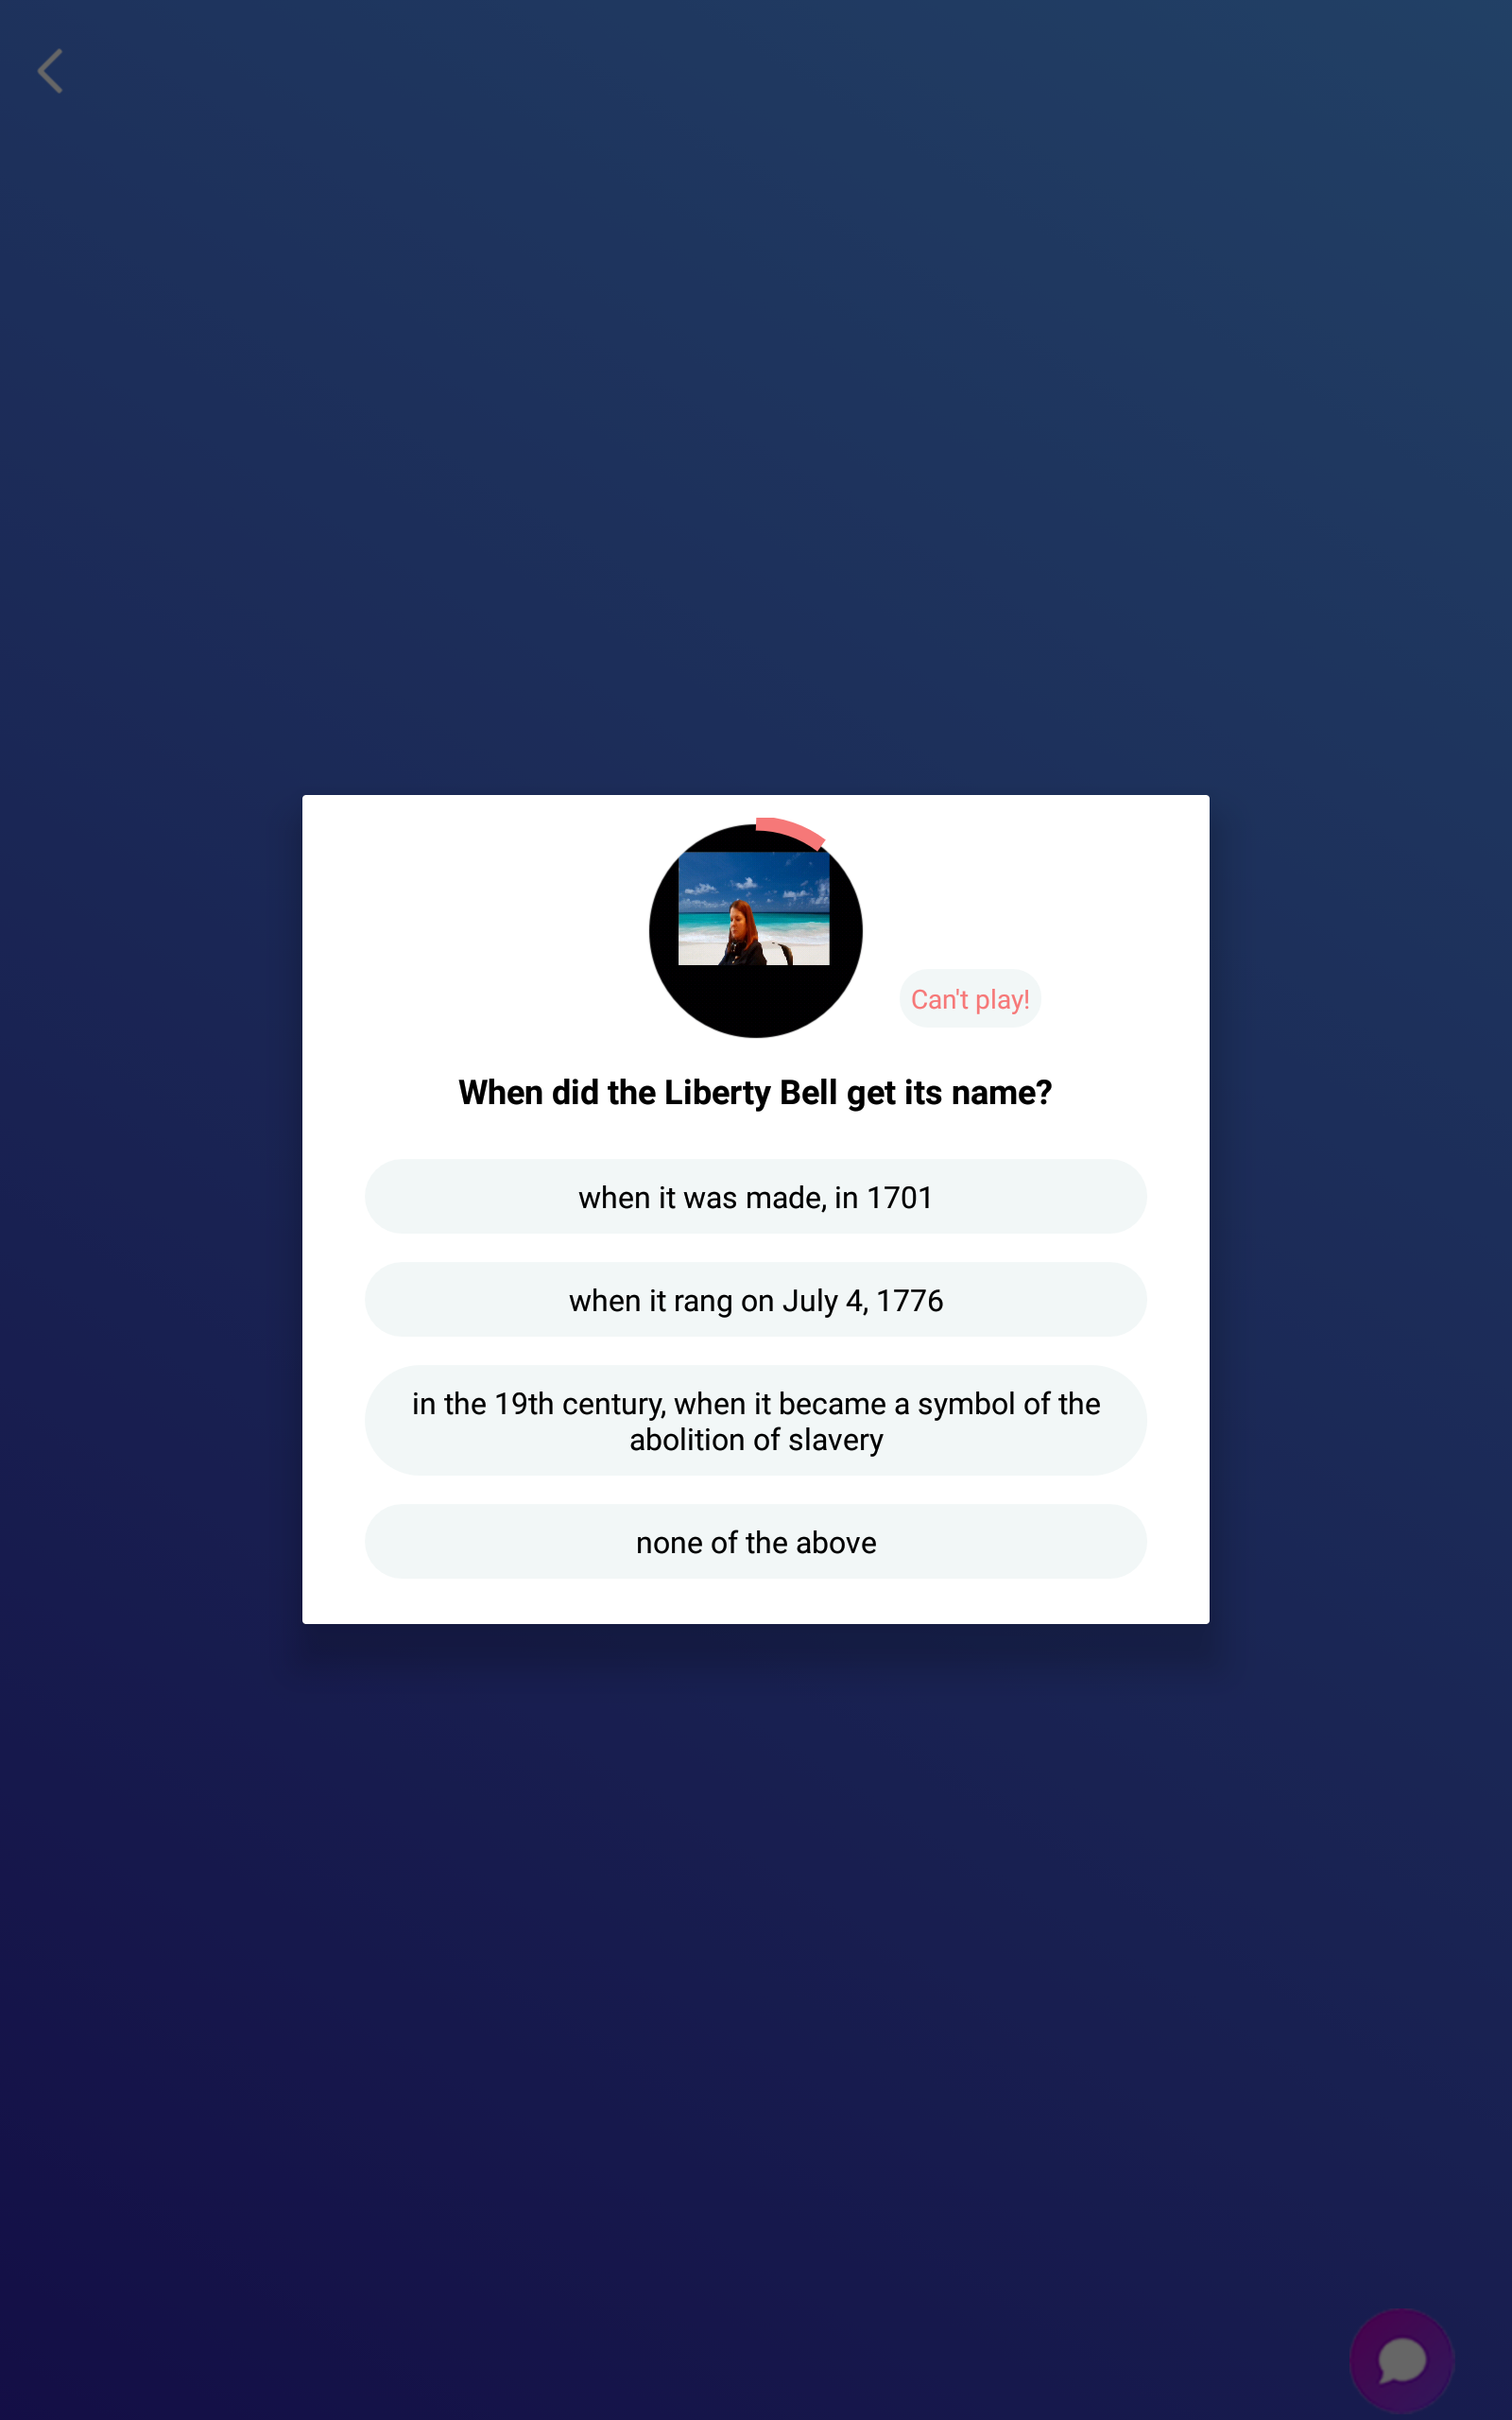 Can't play!
When did the Liberty Bell get its name?
when it was made, in 1701
when it rang on July 4, 1776
in the 19th century, when it became a symbol of the
abolition of slavery
none of the above